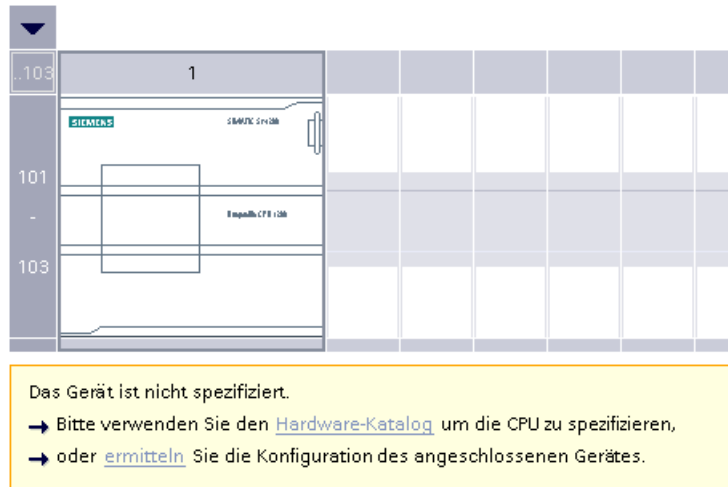 ..103
1
SIEMENS
SIMATIC S7-1200
101
-
103
Das Gerät ist nicht spezifiziert.
Bitte verwenden Sie den Hardware-Katalog um die CPU zu spezifizieren,
oder ermitteln Sie die Konfiguration des angeschlossenen Gerätes.